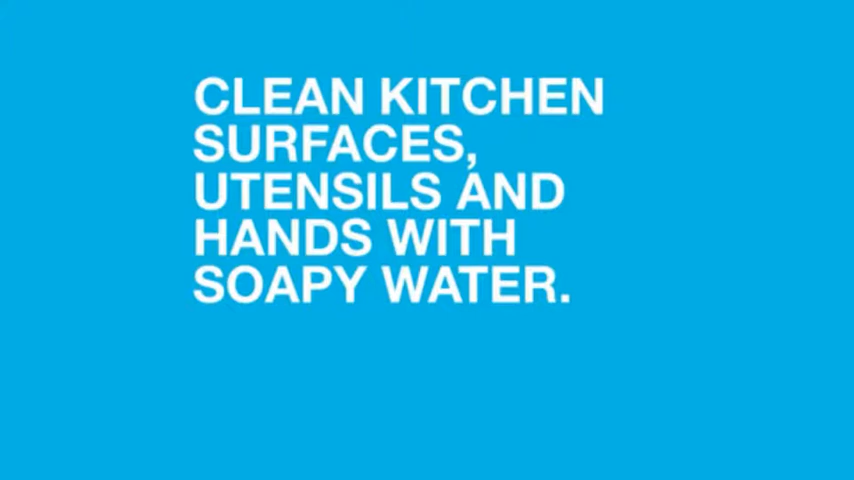 CLEAN KITCHEN
SURFACES,
UTENSILS AND
HANDS WITH
SOAPY WATER.